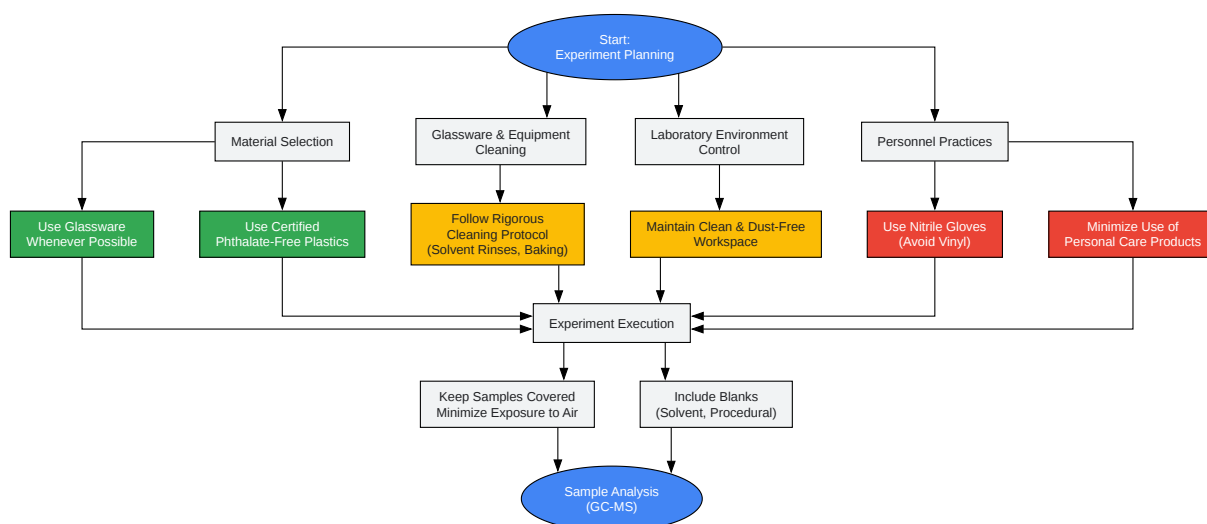 Start:
Experiment Planning
Material Selection
Glassware & Equipment
Cleaning
Laboratory Environment
Control
Personnel Practices
Use Glassware
Whenever Possible
Use Certified
Phthalate-Free Plastics
Follow Rigorous
Cleaning Protocol
(Solvent Rinses, Baking)
Maintain Clean & Dust-Free
Workspace
Use Nitrile Gloves
(Avoid Vinyl)
Minimize Use of
Personal Care Products
Experiment Execution
Keep Samples Covered
Minimize Exposure to Air
Include Blanks
(Solvent, Procedural)
Sample Analysis
(GC-MS)